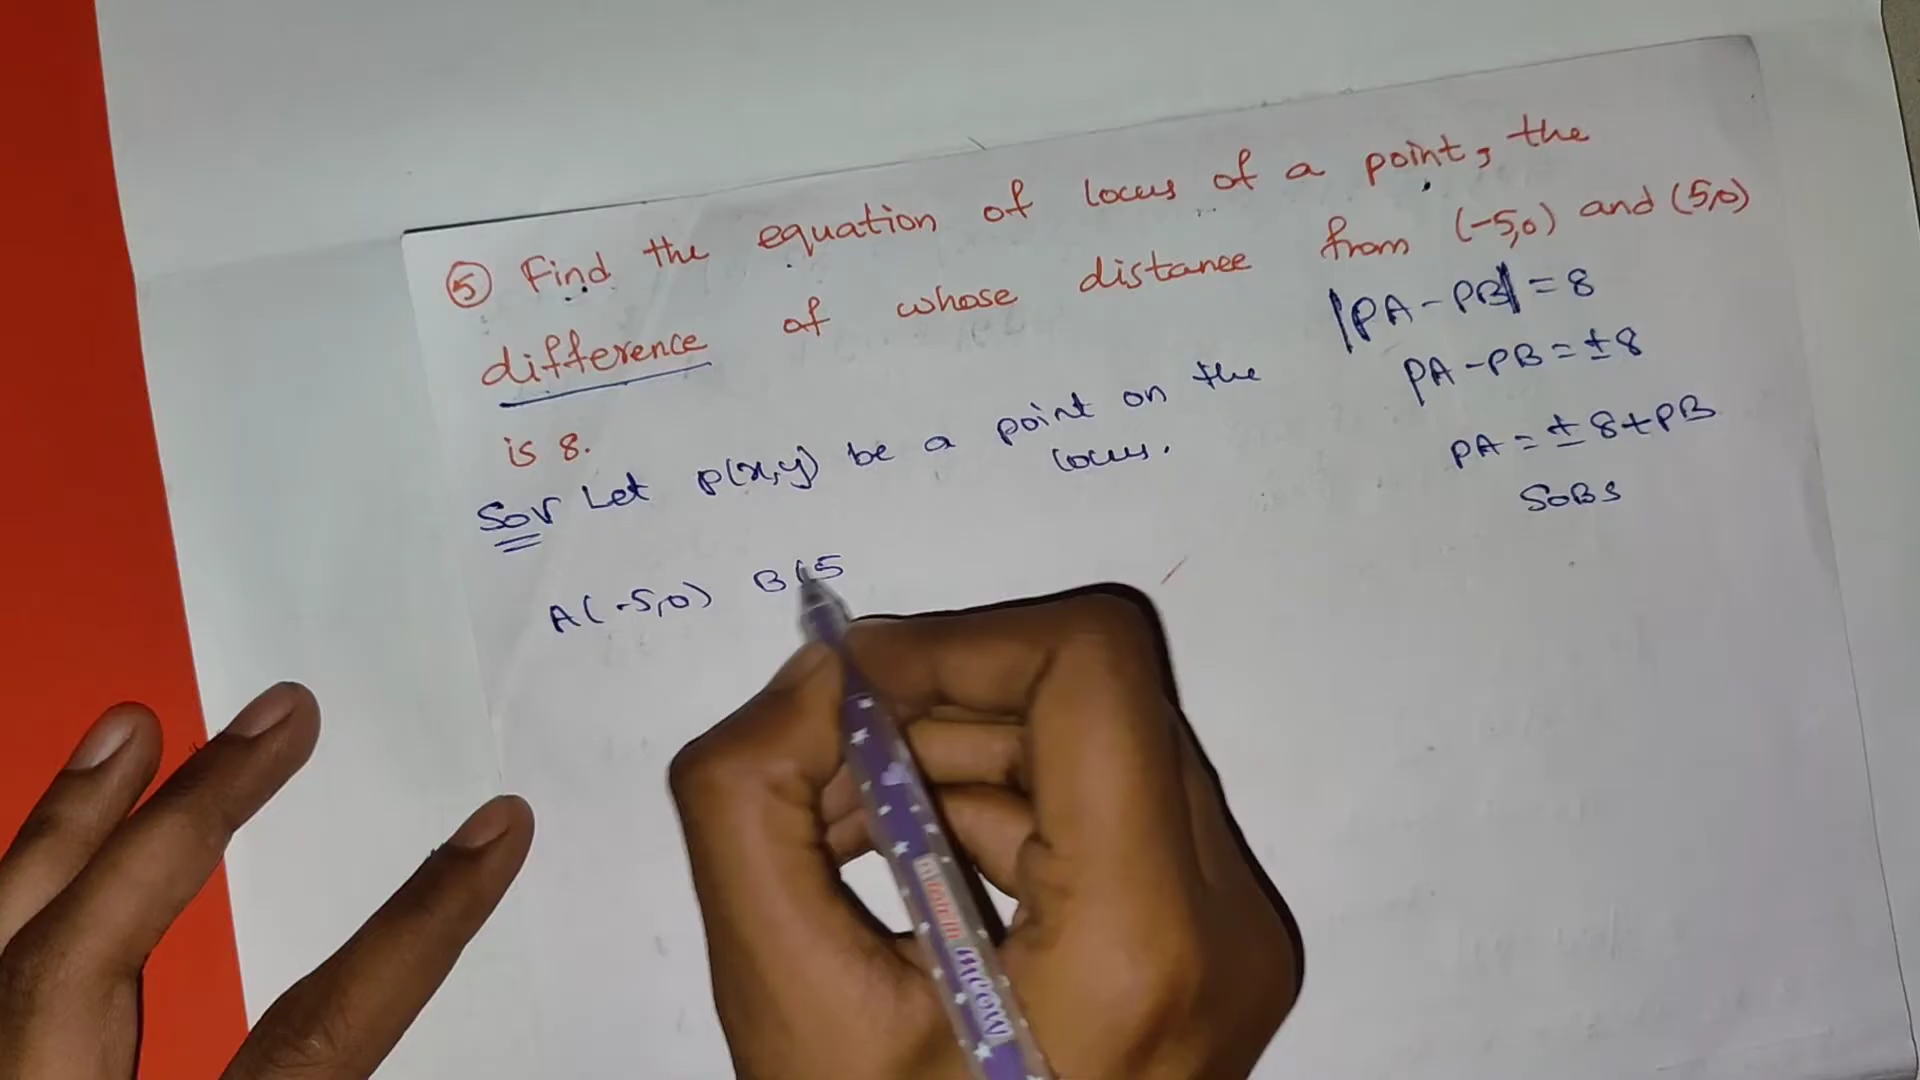 ⑤ Find the equation of locus of a point, the
difference of whose distance from (-5,0) and (5,0)
is 8.
|PA - PB| = 8
PA - PB = ± 8
PA = ± 8 + PB
SOBS
Sol Let P(x,y) be a point on the
locus.
A(-5,0) B(5